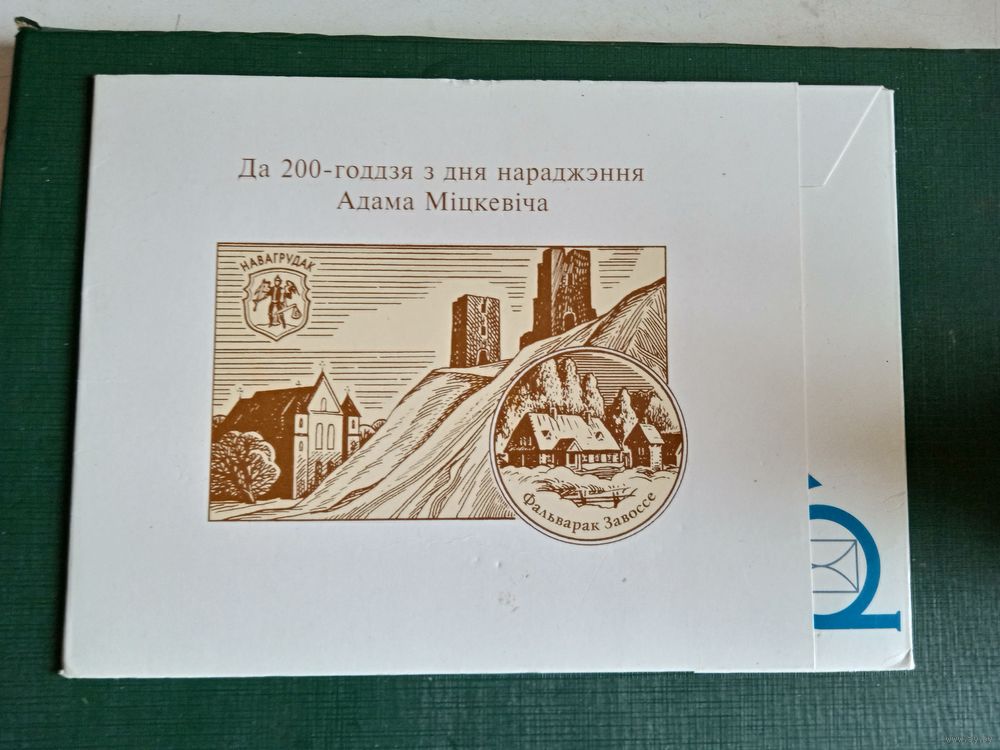 Да 200-годдзя з дня нараджэння
Адама Міцкевіча
НАВАГРУДАК
Фальварак Завоссе